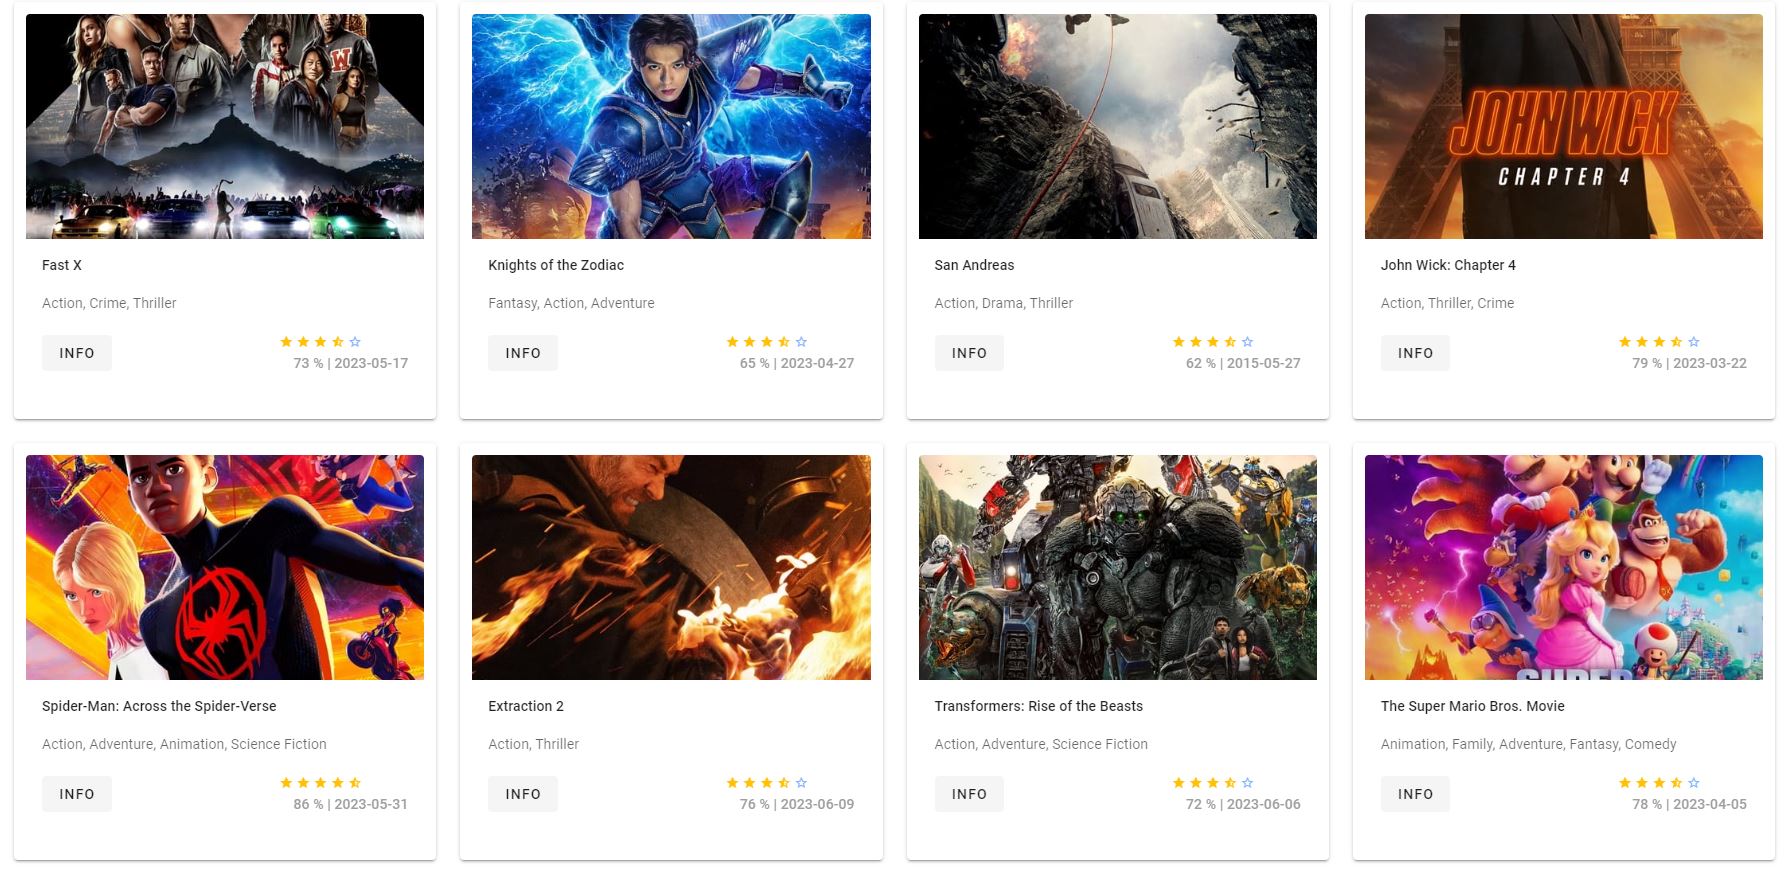 W
JOHN WICK
CHAPTER 4
Fast X
Knights of the Zodiac
San Andreas
John Wick: Chapter 4
Action, Crime, Thriller
Fantasy, Action, Adventure
Action, Drama, Thriller
Action, Thriller, Crime
INFO
73 % | 2023-05-17
INFO
65 % | 2023-04-27
INFO
62 % | 2015-05-27
INFO
79 % | 2023-03-22
SUPER
Spider-Man: Across the Spider-Verse
Extraction 2
Transformers: Rise of the Beasts
The Super Mario Bros. Movie
Action, Adventure, Animation, Science Fiction
Action, Thriller
Action, Adventure, Science Fiction
Animation, Family, Adventure, Fantasy, Comedy
INFO
86 % | 2023-05-31
INFO
76 % | 2023-06-09
INFO
72 % | 2023-06-06
INFO
78 % | 2023-04-05